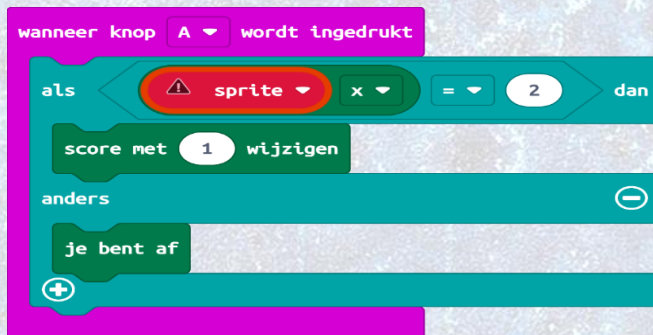 wanneer knop A wordt ingedrukt
als sprite x = 2 dan
score met 1 wijzigen
anders
je bent af